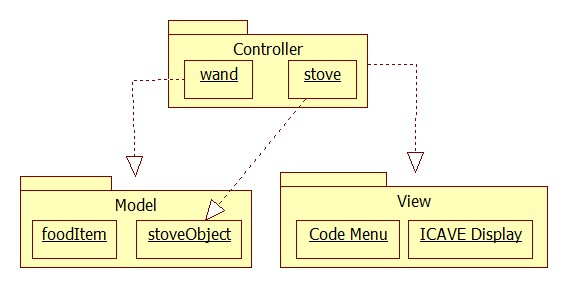 Controller
wand
stove
Model
foodItem
stoveObject
View
Code Menu
ICAVE Display